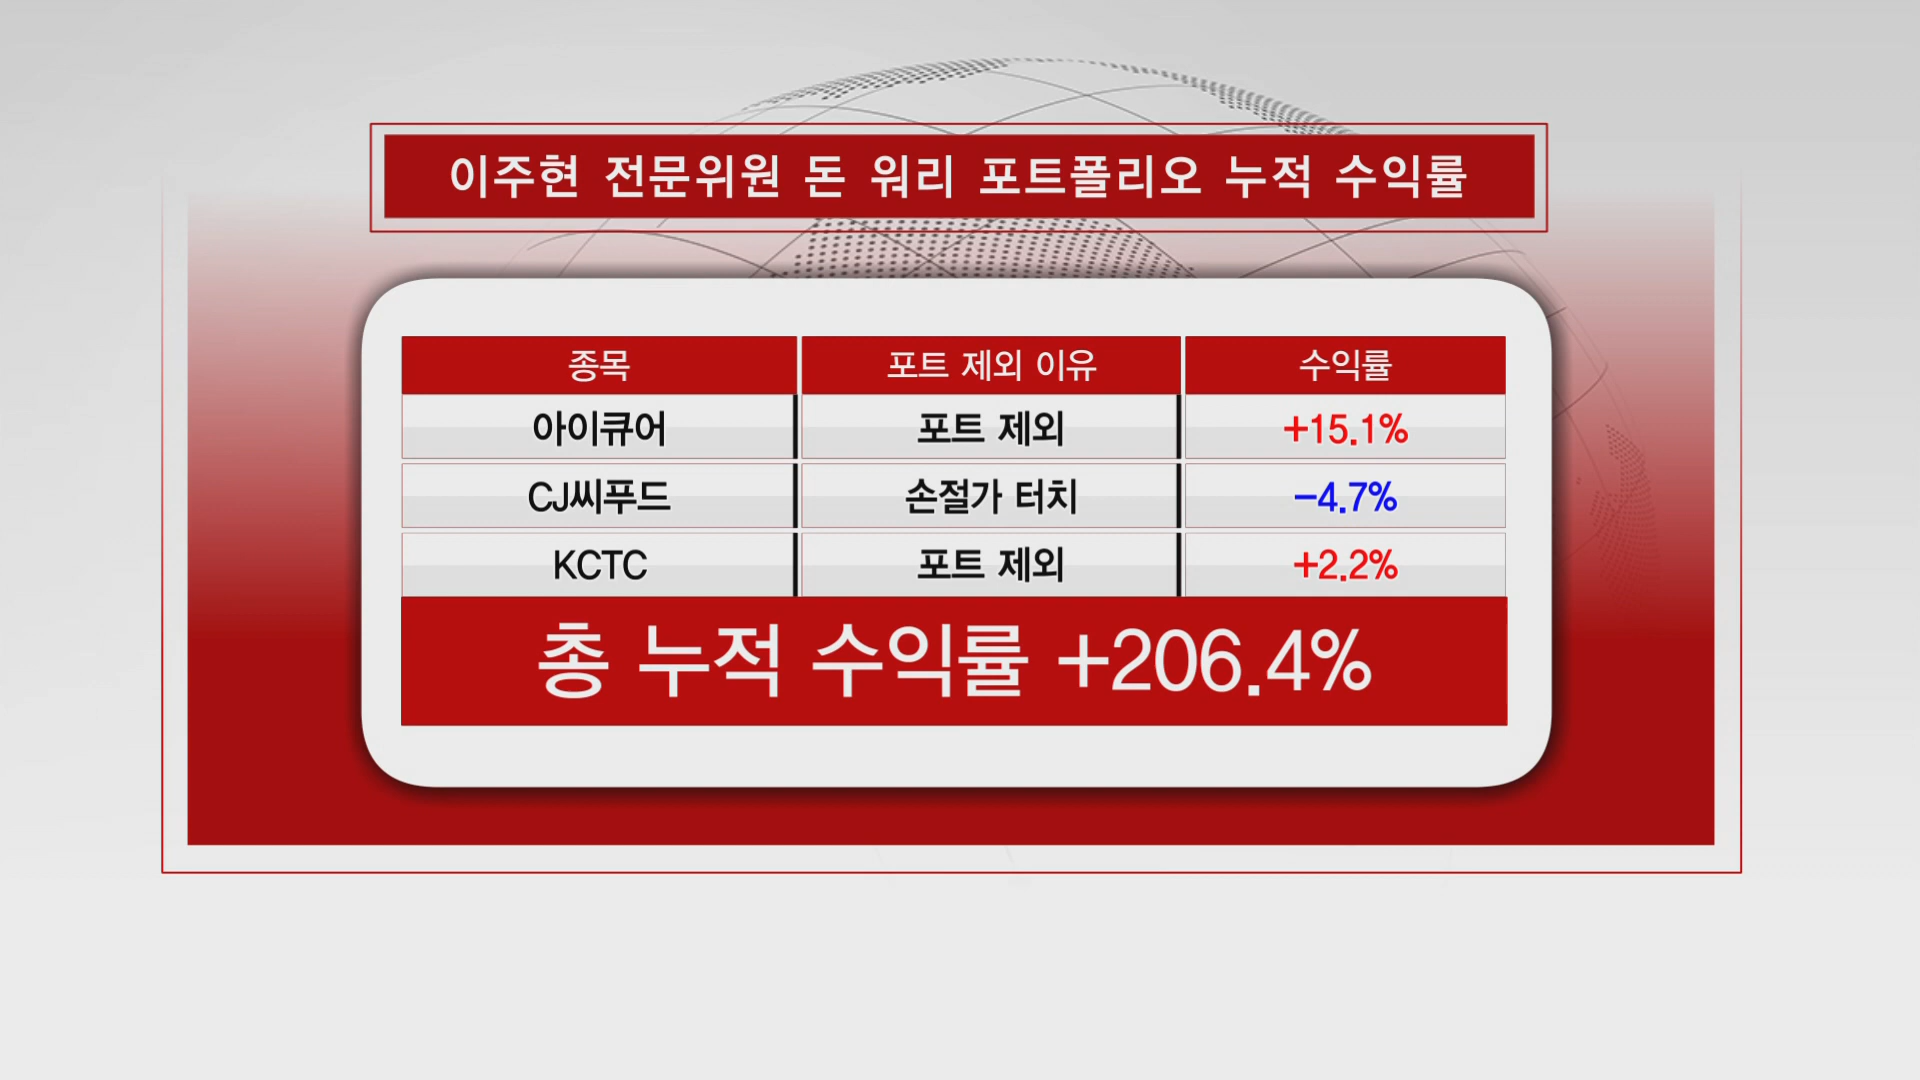 이주현 전문위원 돈 워리 포트폴리오 누적 수익률
종목 포트 제외 이유 수익률
아이큐어 포트 제외 +15.1%
CJ씨푸드 손절가 터치 -4.7%
KCTC 포트 제외 +2.2%
총 누적 수익률 +206.4%